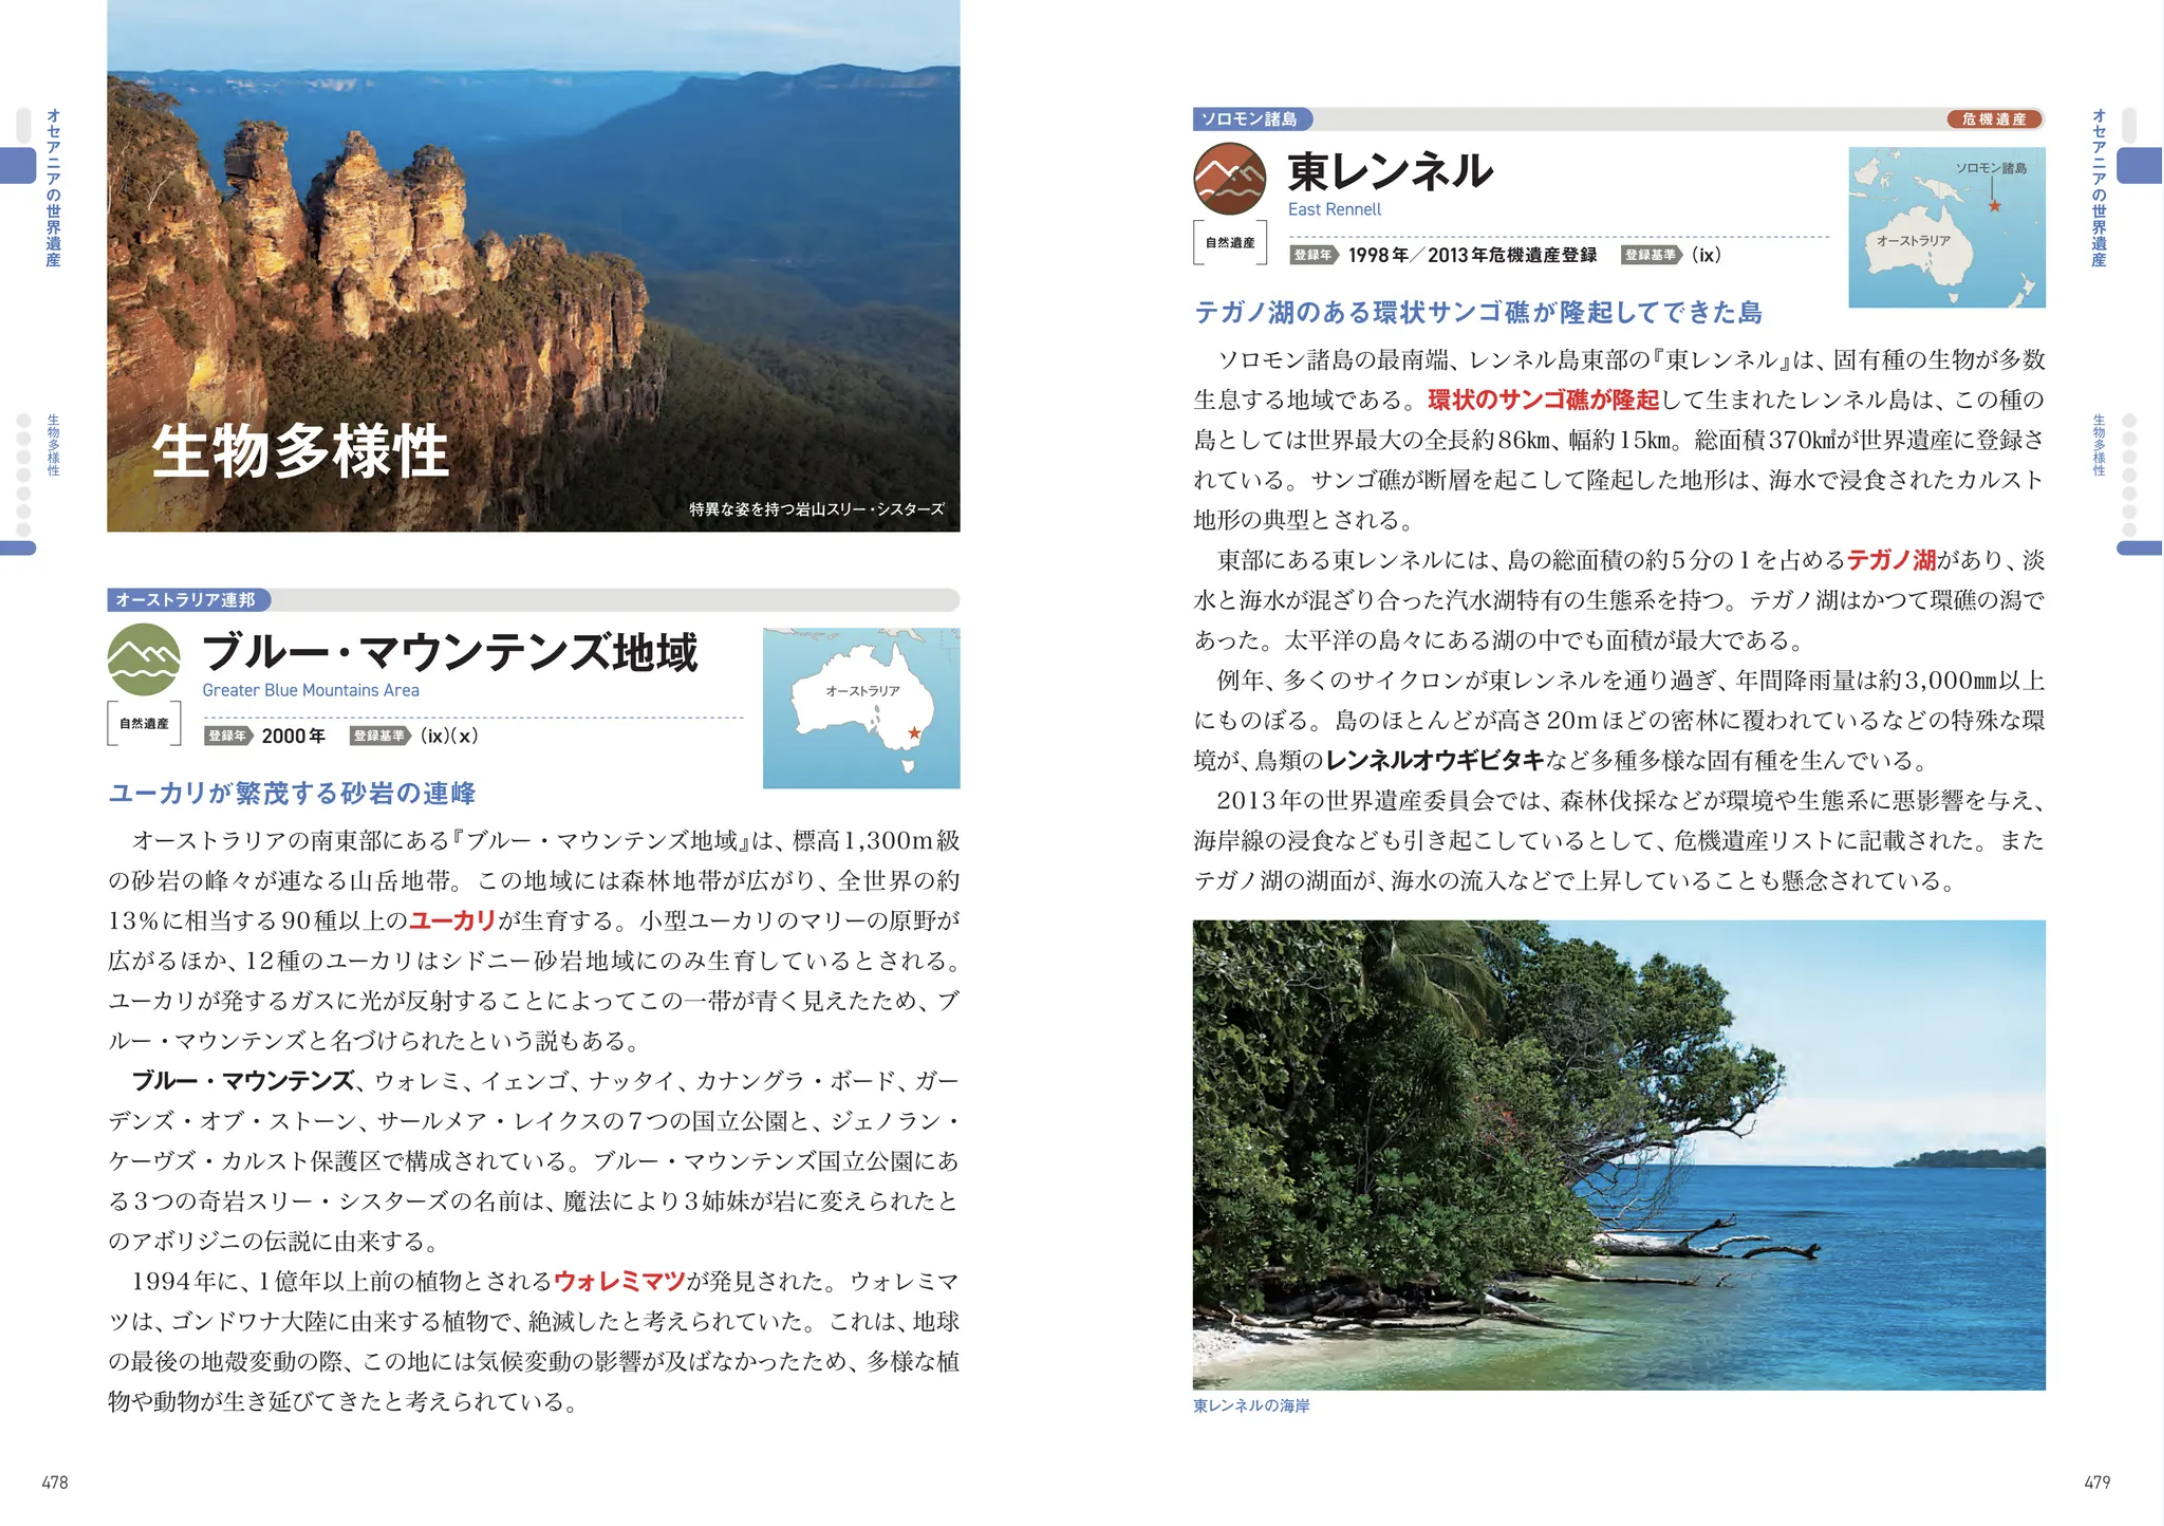 オセアニアの世界遺産
生物多様性
生物多様性
特異な姿を持つ岩山スリー・シスターズ
オーストラリア連邦
ブルー・マウンテンズ地域
Greater Blue Mountains Area
自然遺産
登録年 2000年 登録基準 (ix)(x)
オーストラリア
ユーカリが繁茂する砂岩の連峰
　オーストラリアの南東部にある『ブルー・マウンテンズ地域』は、標高1,300m級
の砂岩の峰々が連なる山岳地帯。この地域には森林地帯が広がり、全世界の約
13%に相当する90種以上のユーカリが生育する。小型ユーカリのマリーの原野が
広がるほか、12種のユーカリはシドニー砂岩地域にのみ生育しているとされる。
ユーカリが発するガスに光が反射することによってこの一帯が青く見えたため、ブ
ルー・マウンテンズと名づけられたという説もある。
　ブルー・マウンテンズ、ウォレミ、イェンゴ、ナッタイ、カナングラ・ボード、ガー
デンズ・オブ・ストーン、サールメア・レイクスの7つの国立公園と、ジェノラン・
ケーヴズ・カルスト保護区で構成されている。ブルー・マウンテンズ国立公園にあ
る3つの奇岩スリー・シスターズの名前は、魔法により3姉妹が岩に変えられたと
のアボリジニの伝説に由来する。
　1994年に、1億年以上前の植物とされるウォレミマツが発見された。ウォレミマ
ツは、ゴンドワナ大陸に由来する植物で、絶滅したと考えられていた。これは、地球
の最後の地殻変動の際、この地には気候変動の影響が及ばなかったため、多様な植
物や動物が生き延びてきたと考えられている。
478
ソロモン諸島
危機遺産
東レンネル
East Rennell
自然遺産
登録年 1998年／2013年危機遺産登録 登録基準 (ix)
ソロモン諸島
オーストラリア
テガノ湖のある環状サンゴ礁が隆起してできた島
　ソロモン諸島の最南端、レンネル島東部の『東レンネル』は、固有種の生物が多数
生息する地域である。環状のサンゴ礁が隆起して生まれたレンネル島は、この種の
島としては世界最大の全長約86㎞、幅約15㎞。総面積370㎢が世界遺産に登録さ
れている。サンゴ礁が断層を起こして隆起した地形は、海水で浸食されたカルスト
地形の典型とされる。
　東部にある東レンネルには、島の総面積の約5分の1を占めるテガノ湖があり、淡
水と海水が混ざり合った汽水湖特有の生態系を持つ。テガノ湖はかつて環礁の潟で
あった。太平洋の島々にある湖の中でも面積が最大である。
　例年、多くのサイクロンが東レンネルを通り過ぎ、年間降雨量は約3,000㎜以上
にものぼる。島のほとんどが高さ20mほどの密林に覆われているなどの特殊な環
境が、鳥類のレンネルオウギビタキなど多種多様な固有種を生んでいる。
　2013年の世界遺産委員会では、森林伐採などが環境や生態系に悪影響を与え、
海岸線の浸食なども引き起こしているとして、危機遺産リストに記載された。また
テガノ湖の湖面が、海水の流入などで上昇していることも懸念されている。
東レンネルの海岸
オセアニアの世界遺産
生物多様性
479